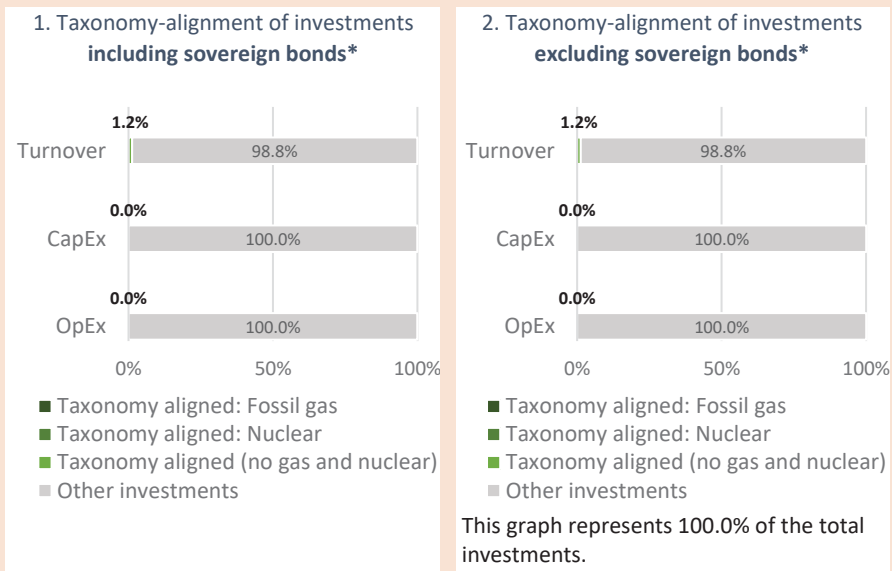 1. Taxonomy-alignment of investments
including sovereign bonds*
1.2%
Turnover
98.8%
0.0%
CapEx
100.0%
0.0%
OpEx
100.0%
0%
50%
100%
Taxonomy aligned: Fossil gas
Taxonomy aligned: Nuclear
Taxonomy aligned (no gas and nuclear)
Other investments
2. Taxonomy-alignment of investments
excluding sovereign bonds*
1.2%
Turnover
98.8%
0.0%
CapEx
100.0%
0.0%
OpEx
100.0%
0%
50%
100%
Taxonomy aligned: Fossil gas
Taxonomy aligned: Nuclear
Taxonomy aligned (no gas and nuclear)
Other investments
This graph represents 100.0% of the total
investments.